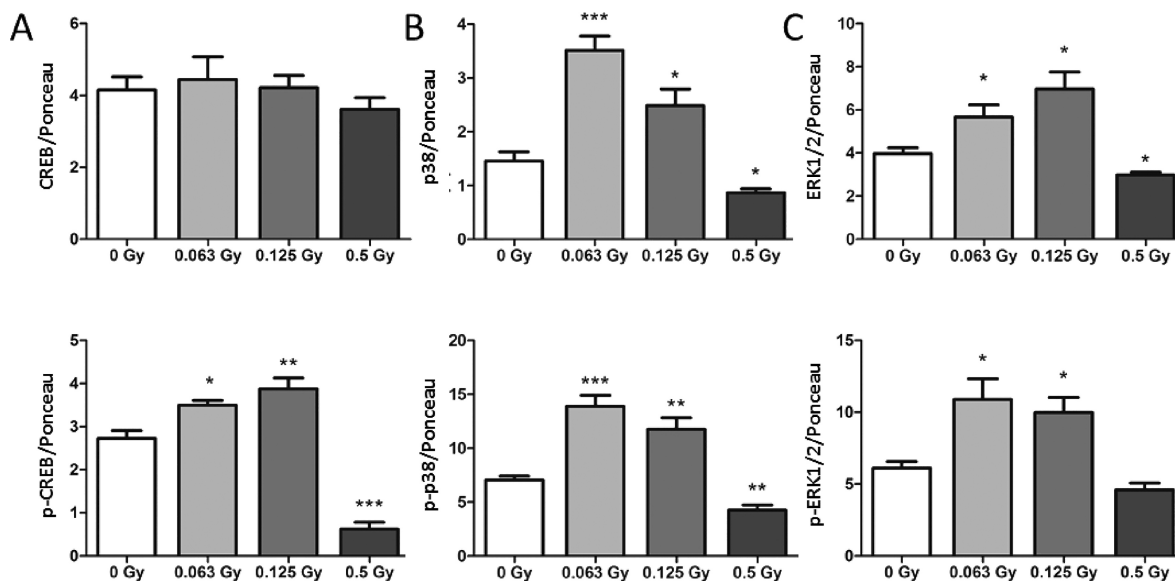 A
CREB/Ponceau
6
4
2
0
0 Gy
0.063 Gy
0.125 Gy
0.5 Gy
B
p38/Ponceau
4
3
2
1
0
***
*
*
0 Gy
0.063 Gy
0.125 Gy
0.5 Gy
C
ERK1/2/Ponceau
10
8
6
4
2
0
*
*
*
0 Gy
0.063 Gy
0.125 Gy
0.5 Gy
p-CREB/Ponceau
5
4
3
2
1
0
*
**
***
0 Gy
0.063 Gy
0.125 Gy
0.5 Gy
p-p38/Ponceau
20
15
10
5
0
***
**
**
0 Gy
0.063 Gy
0.125 Gy
0.5 Gy
p-ERK1/2/Ponceau
15
10
5
0
*
*
0 Gy
0.063 Gy
0.125 Gy
0.5 Gy